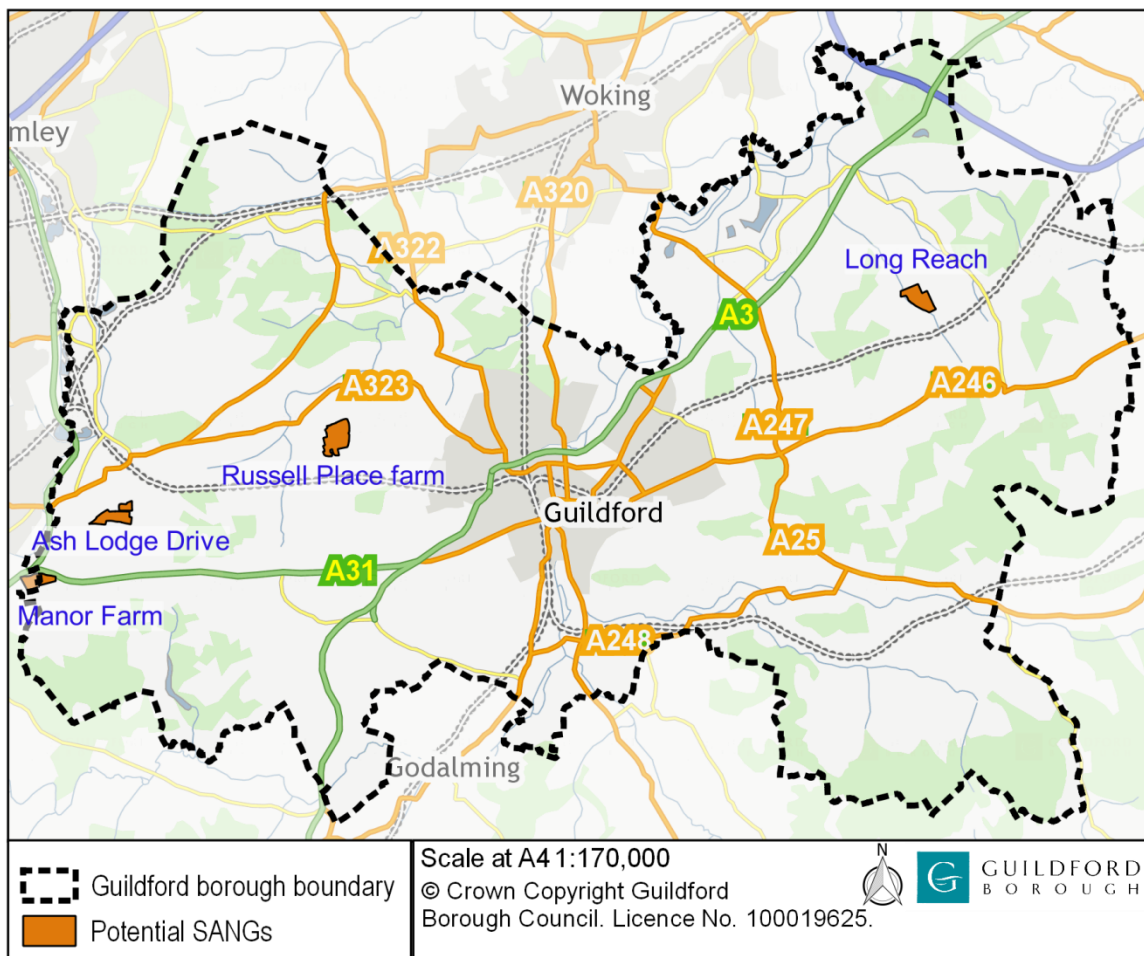 Woking
mley
A320
A322
Long Reach
A3
A323
A246
A247
Russell Place farm
Guildford
Ash Lodge Drive
A25
A31
Manor Farm
A248
Godalming
Guildford borough boundary
Potential SANGs
Scale at A4 1:170,000
© Crown Copyright Guildford
Borough Council. Licence No. 100019625.
N
G
GUILDFORD
BOROUGH